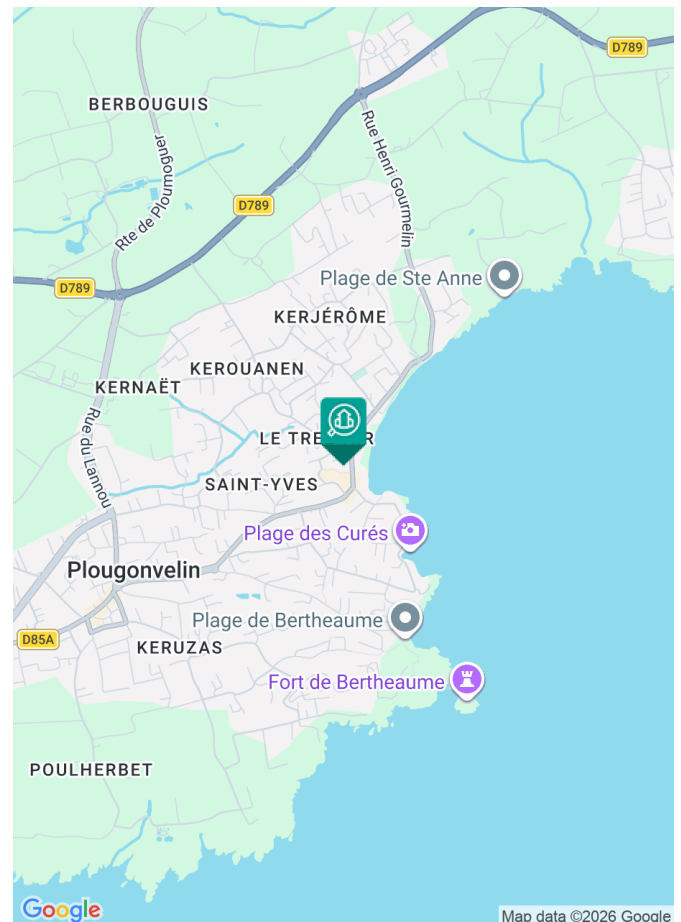 D789
BERBOUGUIS
Rue Henri Gourmelin
Rte de Ploumoguer
D789
Plage de Ste Anne
D789
KERJÉRÔME
KEROUANEN
KERNAËT
Rue du Lannou
LE TRE R
SAINT-YVES
Plage des Curés
Plougonvelin
Plage de Bertheaume
D85A
KERUZAS
Fort de Bertheaume
POULHERBET
Google
Map data ©2026 Google